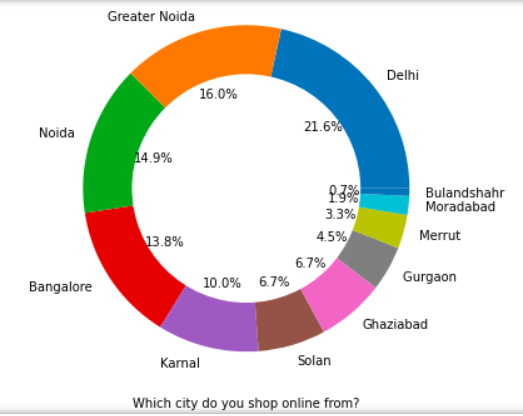 Greater Noida
Delhi
16.0%
21.6%
Noida
14.9%
0.7%
1.9%
Bulandshahr
Moradabad
3.3%
Merrut
4.5%
13.8%
6.7%
Gurgaon
10.0%
6.7%
Bangalore
Ghaziabad
Karnal
Solan
Which city do you shop online from?